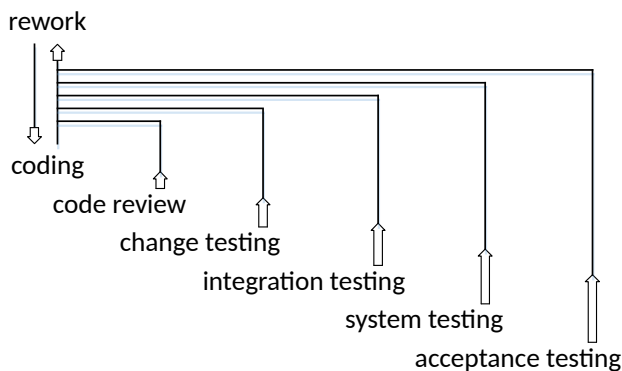 rework
coding
code review
change testing
integration testing
system testing
acceptance testing